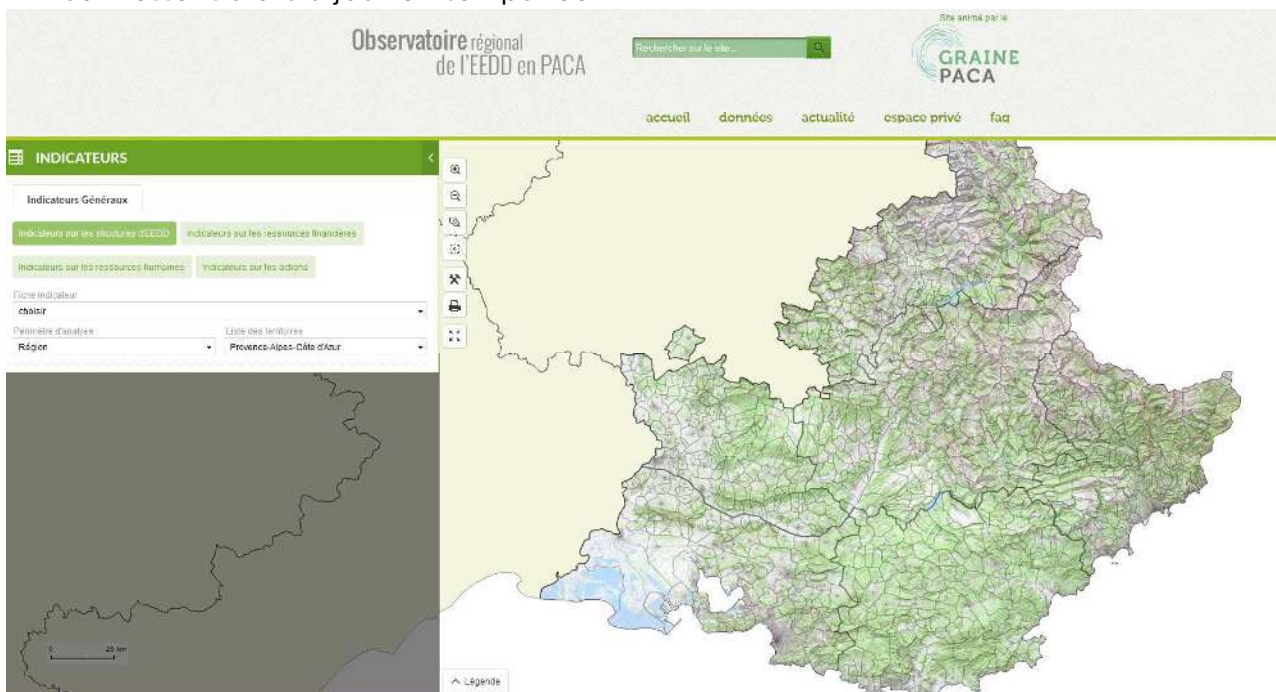 Observatoire régional
de l'EEDD en PACA
Rechercher sur le site...
Site animé par le
GRAINE
PACA
accueil données actualité espace privé faq
INDICATEURS
Indicateurs Généraux
Indicateurs sur les structures d'EEDD Indicateurs sur les ressources financières
Indicateurs sur les ressources humaines Indicateurs sur les actions
Fiche indicateur
choisir
Périmètre d'analyse Liste des territoires
Région Provence-Alpes-Côte d'Azur
0 25 km
Légende